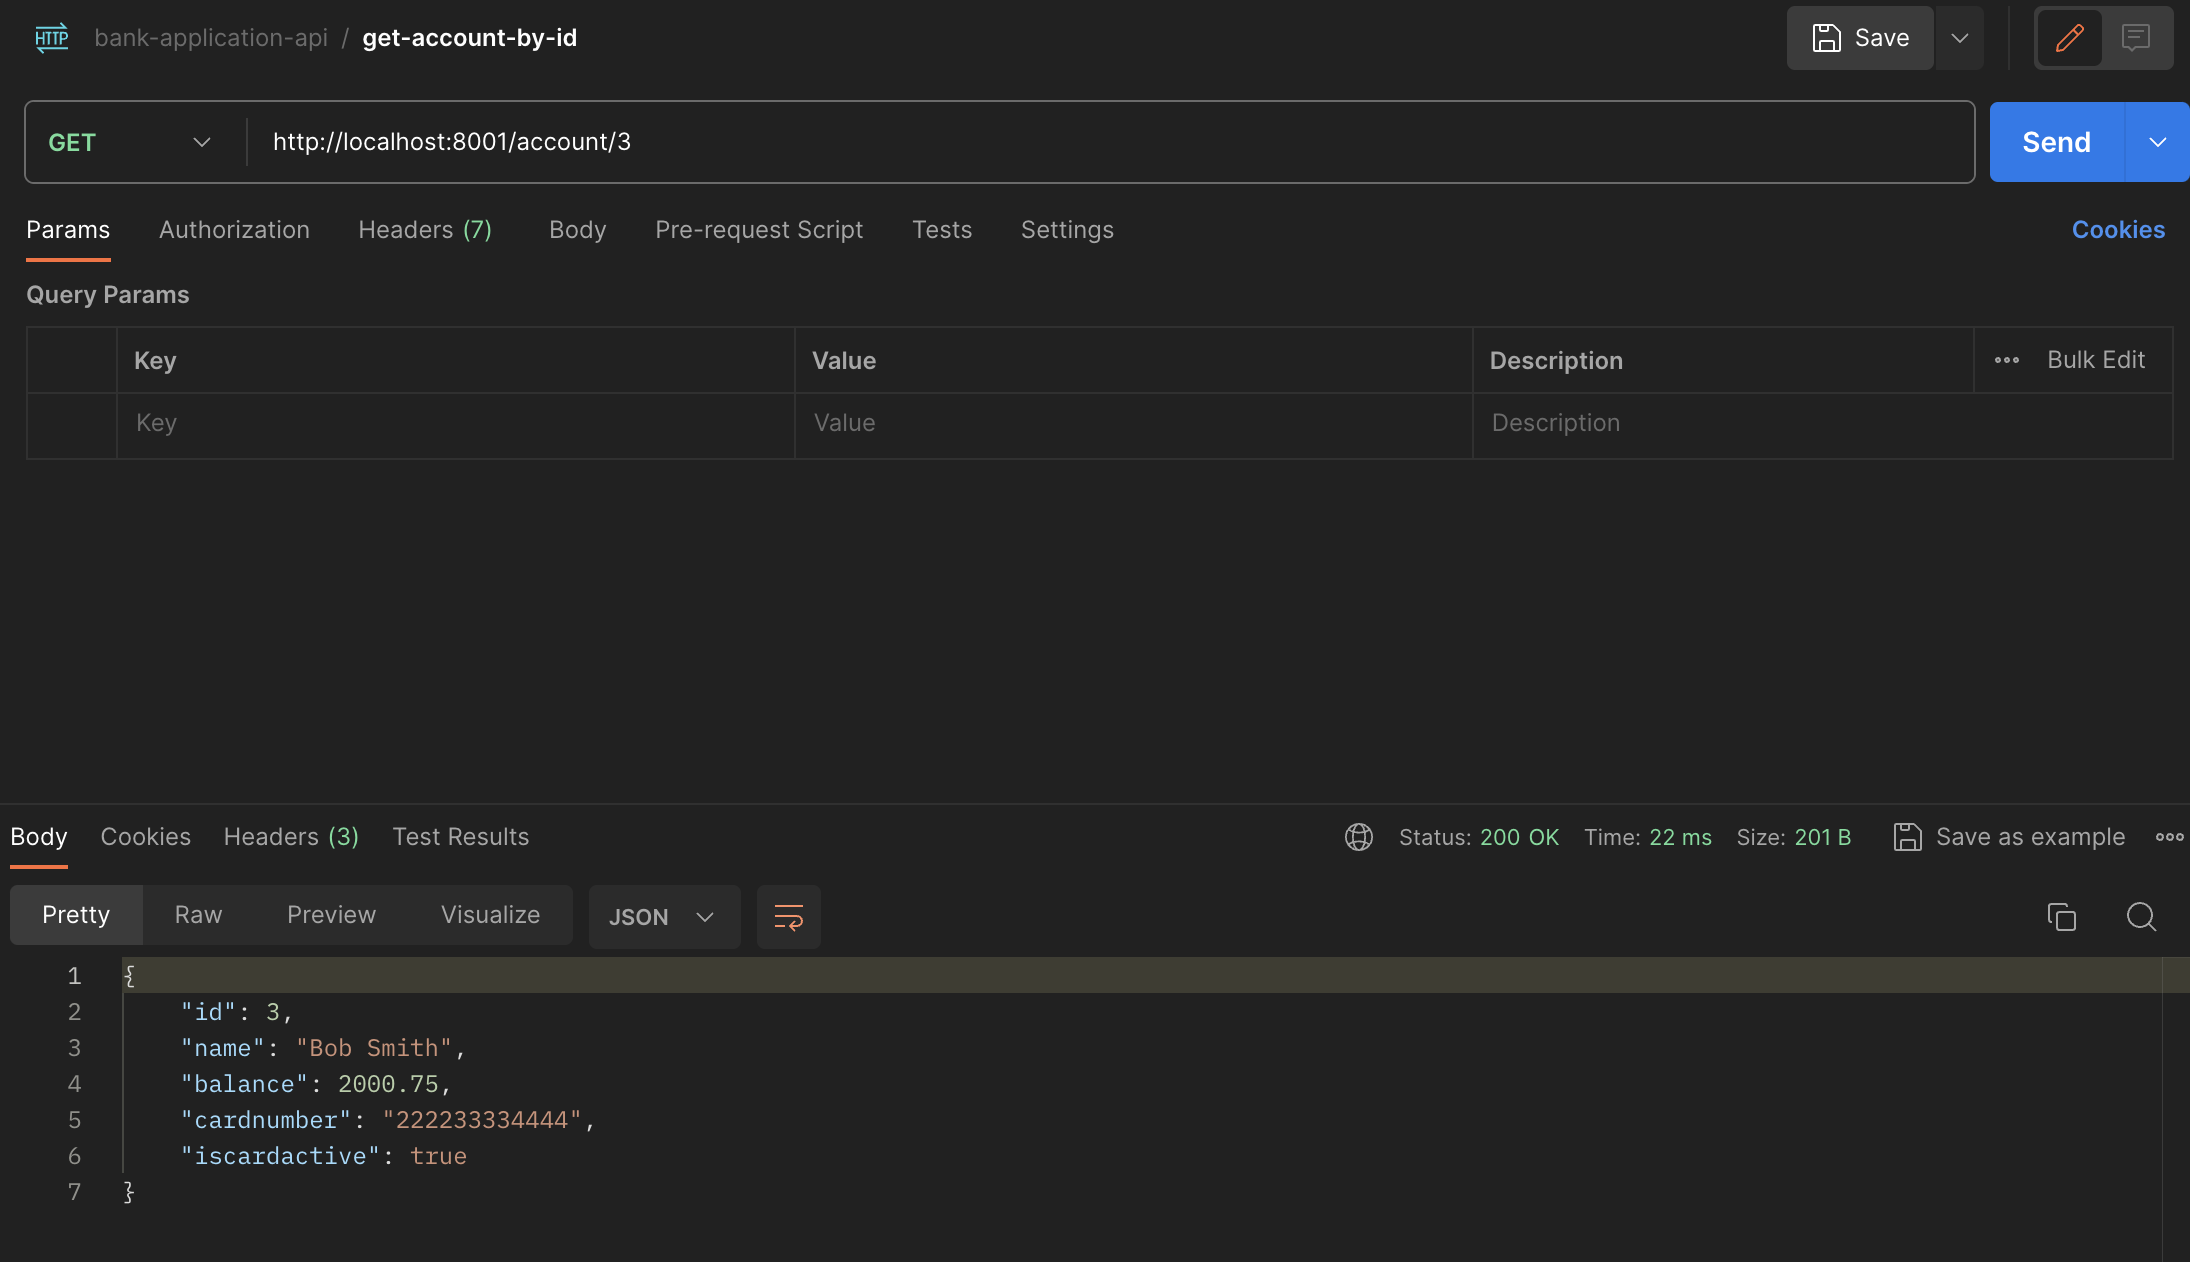 HTTP bank-application-api / get-account-by-id Save
GET http://localhost:8001/account/3 Send
Params Authorization Headers (7) Body Pre-request Script Tests Settings Cookies
Query Params
Key Value Description Bulk Edit
Key Value Description
Body Cookies Headers (3) Test Results Status: 200 OK Time: 22 ms Size: 201 B Save as example
Pretty Raw Preview Visualize JSON
1 {
2 "id": 3,
3 "name": "Bob Smith",
4 "balance": 2000.75,
5 "cardnumber": "222233334444",
6 "iscardactive": true
7 }